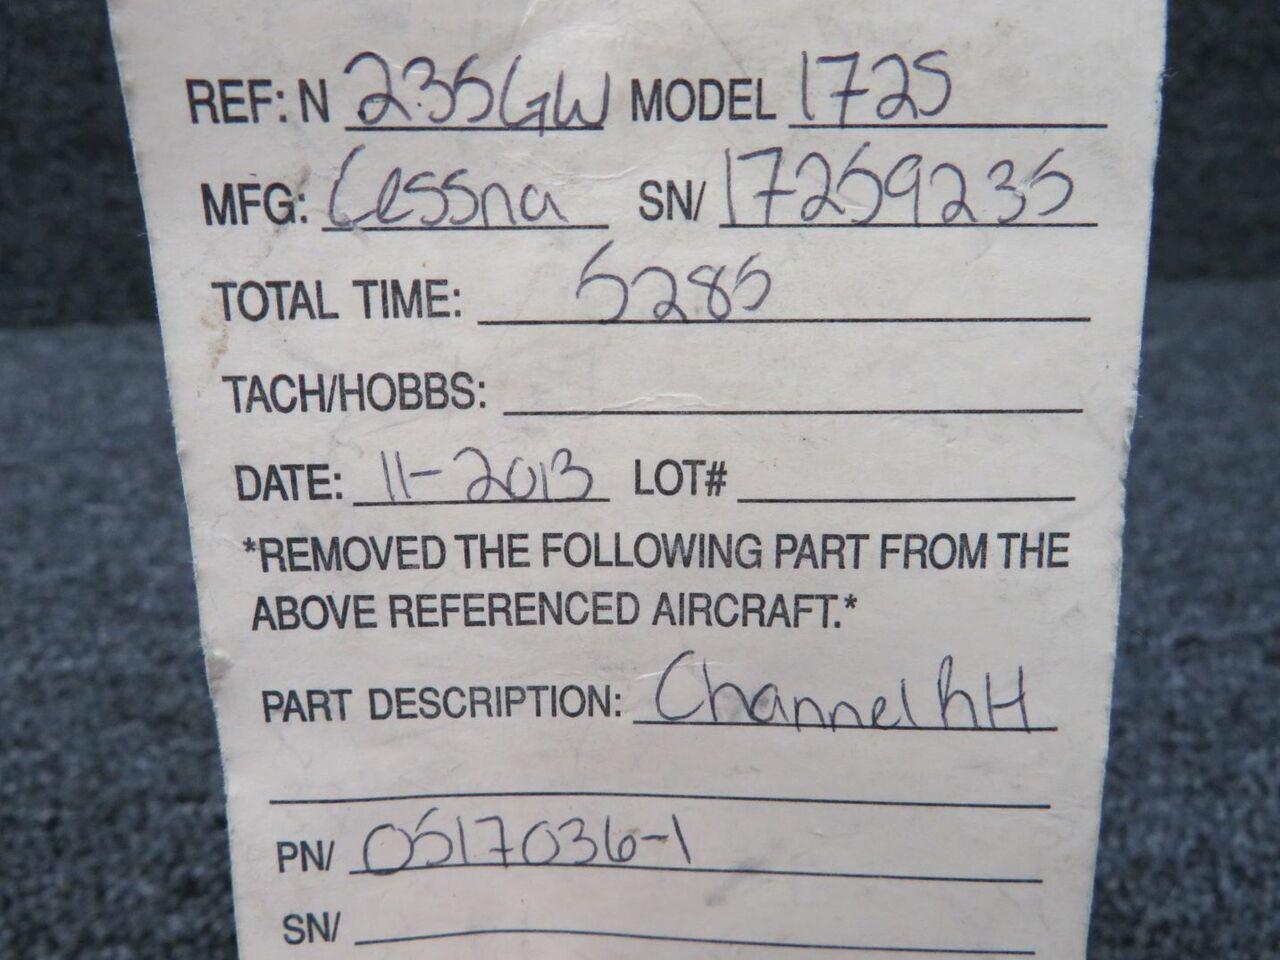 REF: N 235GW MODEL 172S
MFG: Cessna SN/ 172S9235
TOTAL TIME: 5285
TACH/HOBBS:
DATE: 11-2013 LOT#
*REMOVED THE FOLLOWING PART FROM THE
ABOVE REFERENCED AIRCRAFT.*
PART DESCRIPTION: Channel RH
PN/ 0517036-1
SN/